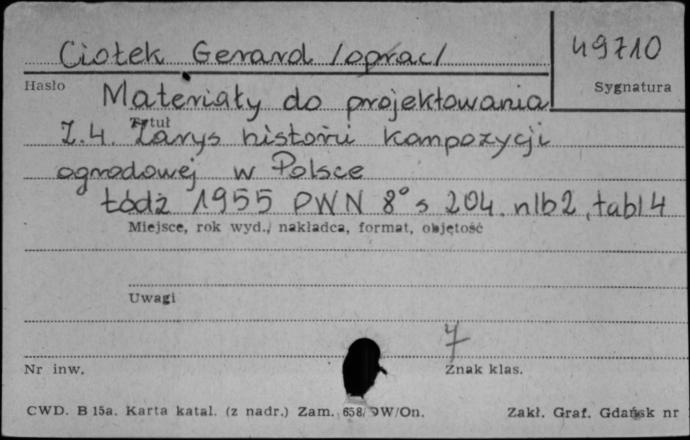 Ciołek Gerard /oprac/ 49710
Hasło Sygnatura
Materiały do projektowania
Tytuł
Z.4. Zarys historii kompozycji
ogrodowej w Polsce
Łódź 1955 PWN 8° s 204. nlb2, tabl 4
Miejsce, rok wyd., nakładca, format, objętość
Uwagi
7
Nr inw. Znak klas.
CWD. B 15a. Karta katal. (z nadr.) Zam. 658/ W/On. Zakł. Graf. Gdańsk nr